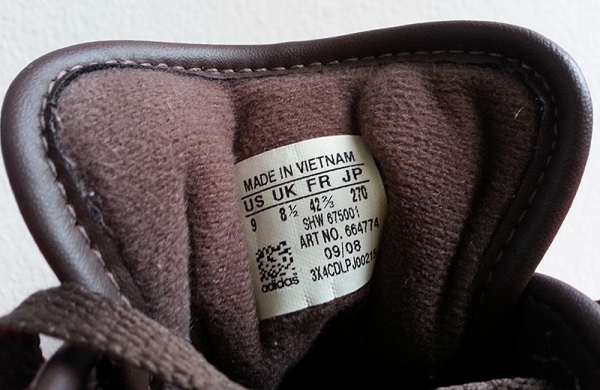 MADE IN VIETNAM
US UK FR JP
9 8½ 42⅔ 270
SHW 675001
ART NO. 664774
09/08
adidas